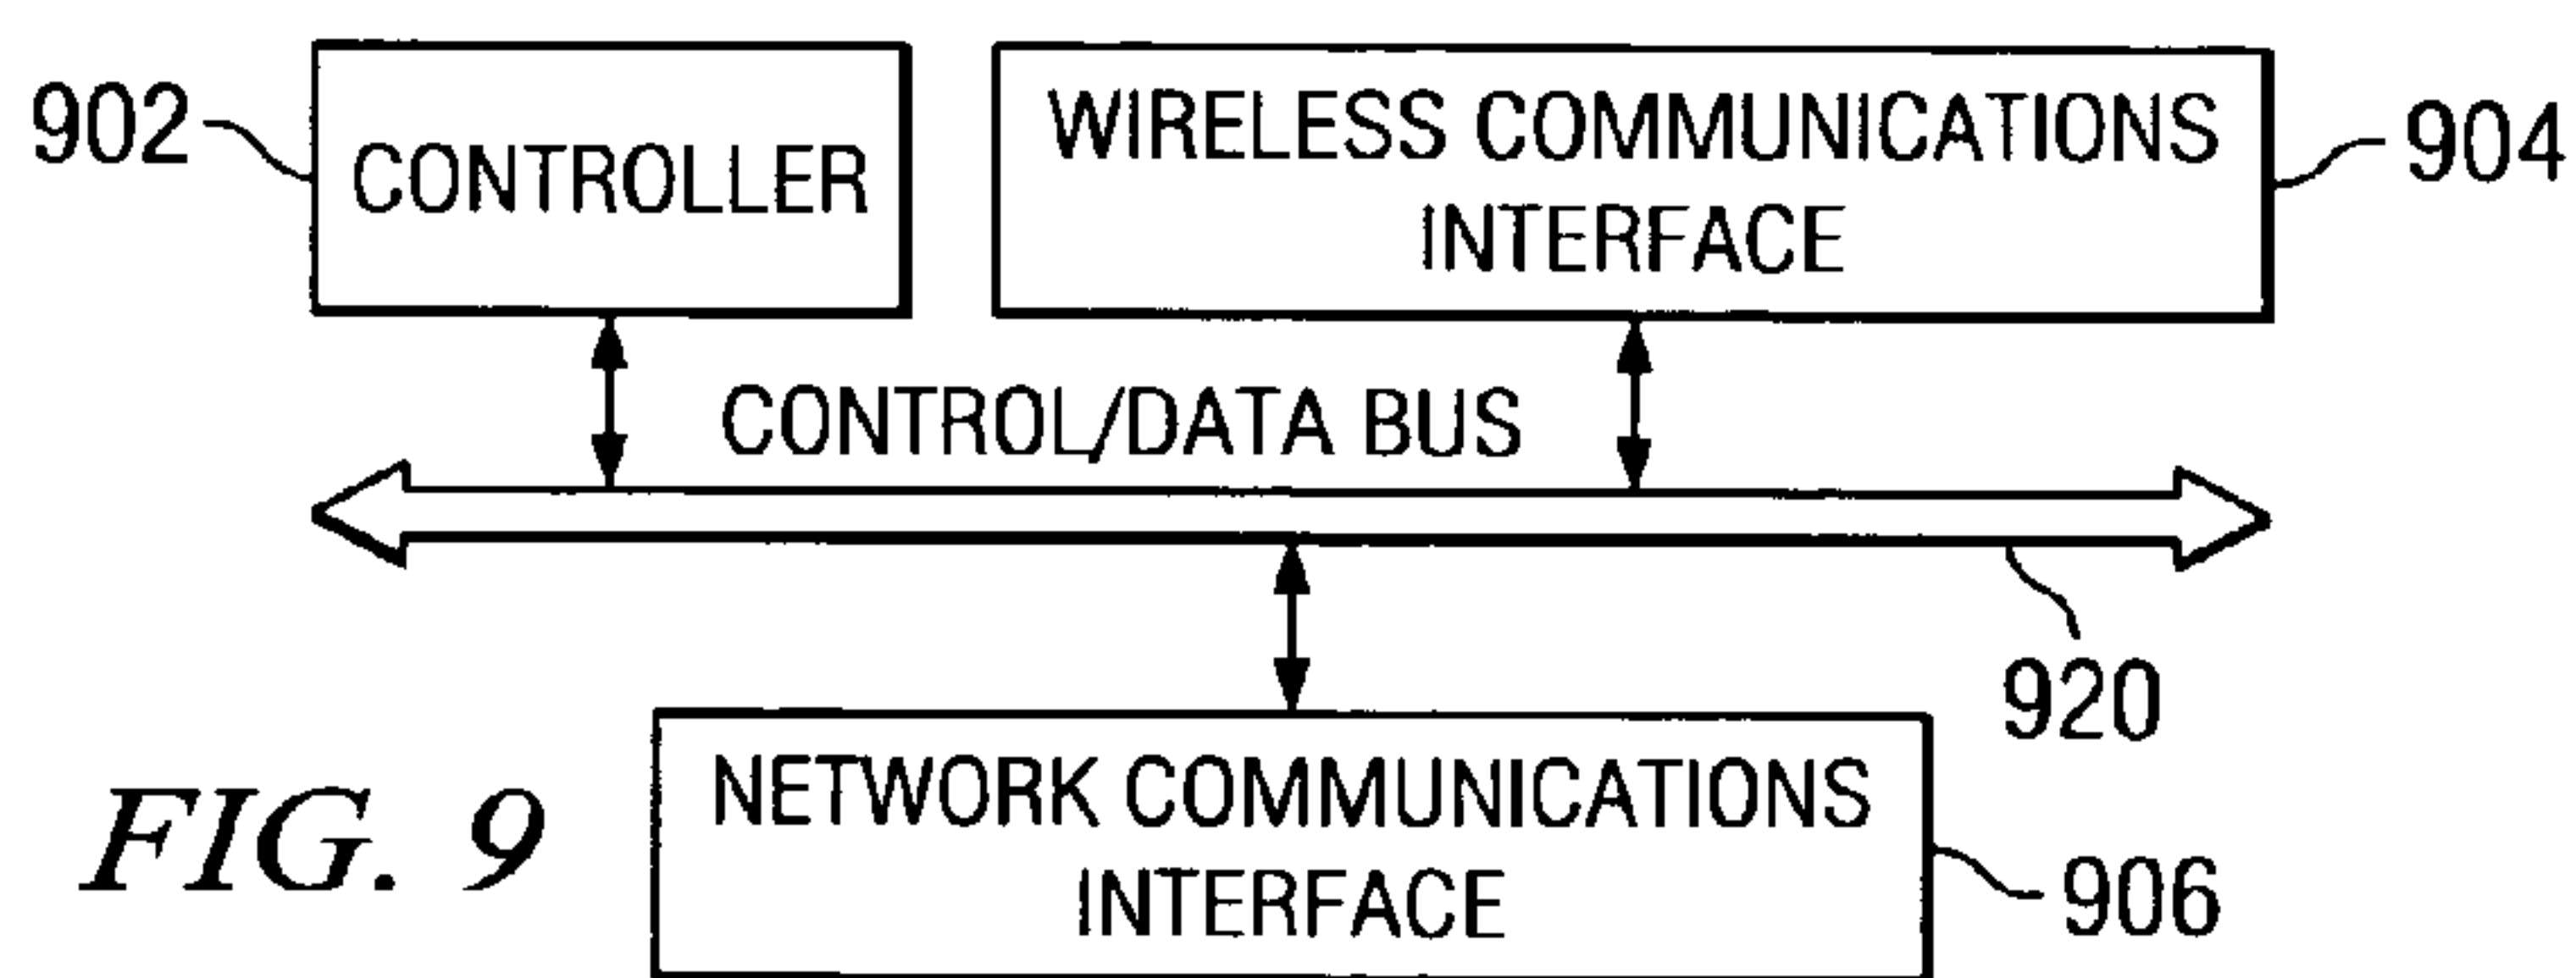 902
CONTROLLER
WIRELESS COMMUNICATIONS
INTERFACE
904
CONTROL/DATA BUS
920
NETWORK COMMUNICATIONS
INTERFACE
906
FIG. 9